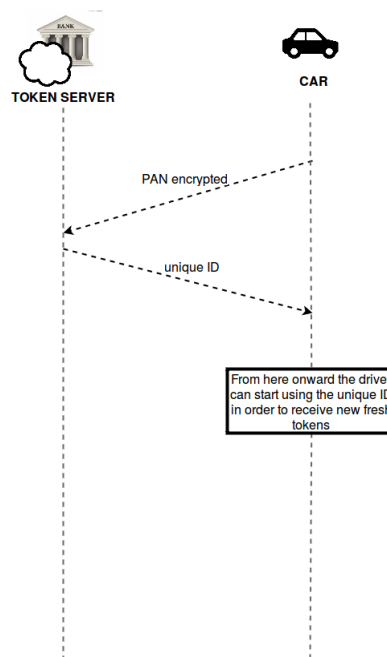 BANK
TOKEN SERVER
CAR
PAN encrypted
unique ID
From here onward the drive
can start using the unique ID
in order to receive new fresh
tokens